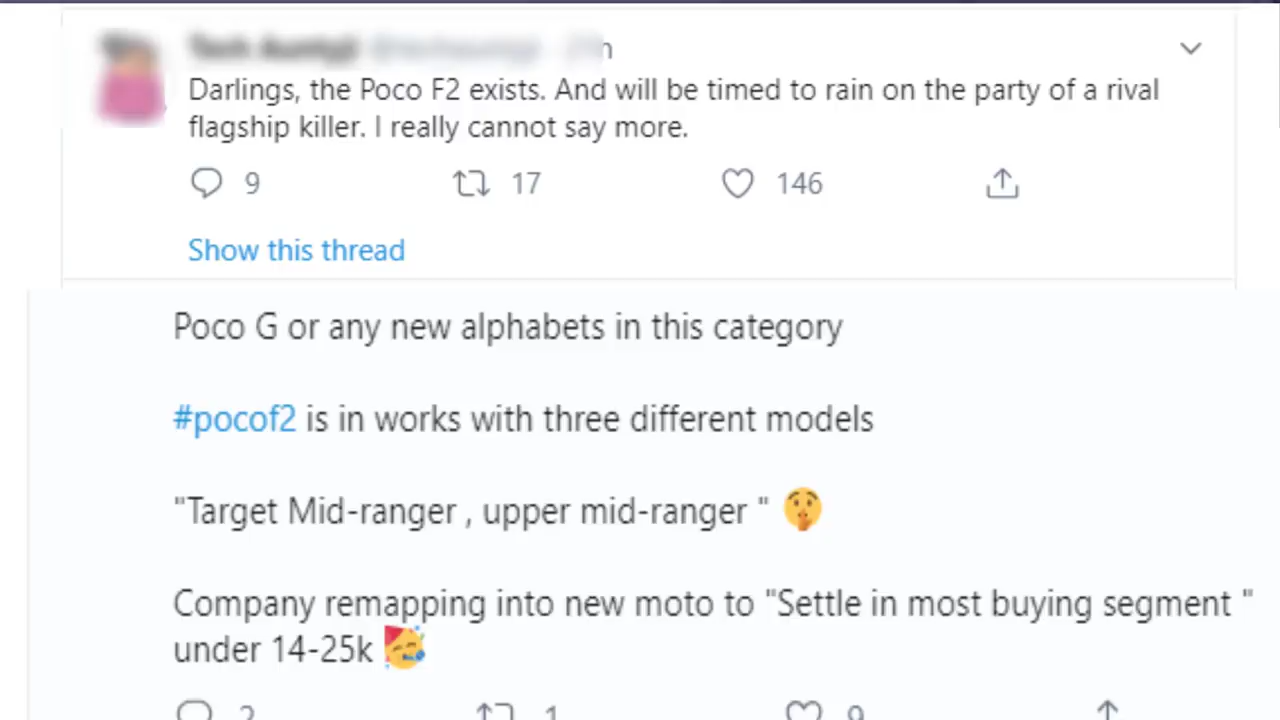 Darlings, the Poco F2 exists. And will be timed to rain on the party of a rival
flagship killer. I really cannot say more.
9 17 146
Show this thread
Poco G or any new alphabets in this category
#pocof2 is in works with three different models
"Target Mid-ranger , upper mid-ranger " 🤫
Company remapping into new moto to "Settle in most buying segment "
under 14-25k 🥳
2 1 9